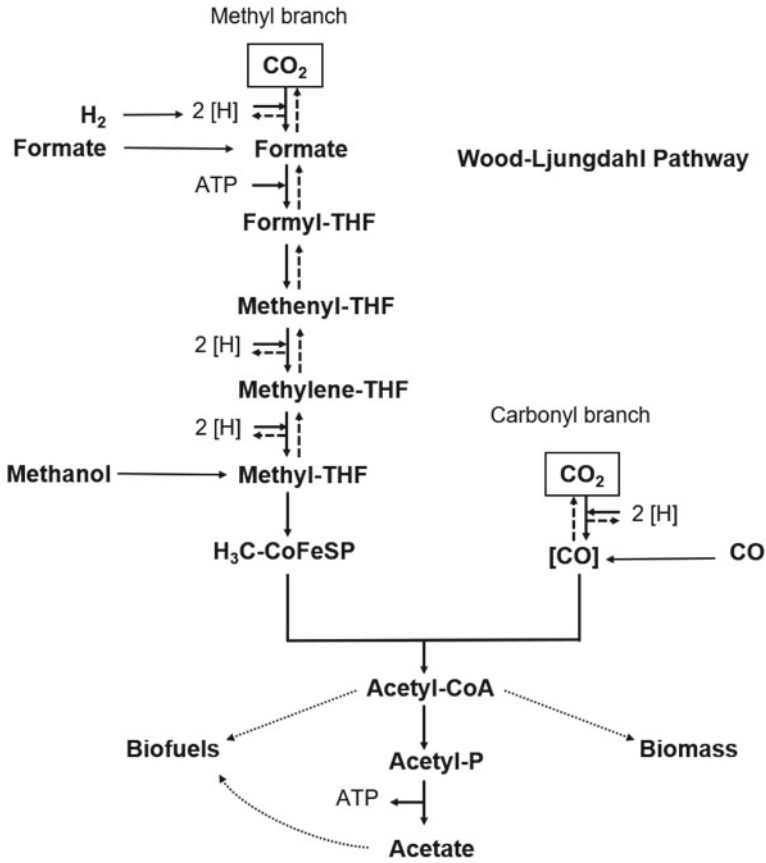 Methyl branch
CO₂
H₂
2 [H]
Formate
Formate
Wood-Ljungdahl Pathway
ATP
Formyl-THF
Methenyl-THF
2 [H]
Methylene-THF
2 [H]
Carbonyl branch
Methanol
Methyl-THF
CO₂
2 [H]
H₃C-CoFeSP
[CO]
CO
Acetyl-CoA
Biofuels
Biomass
Acetyl-P
ATP
Acetate